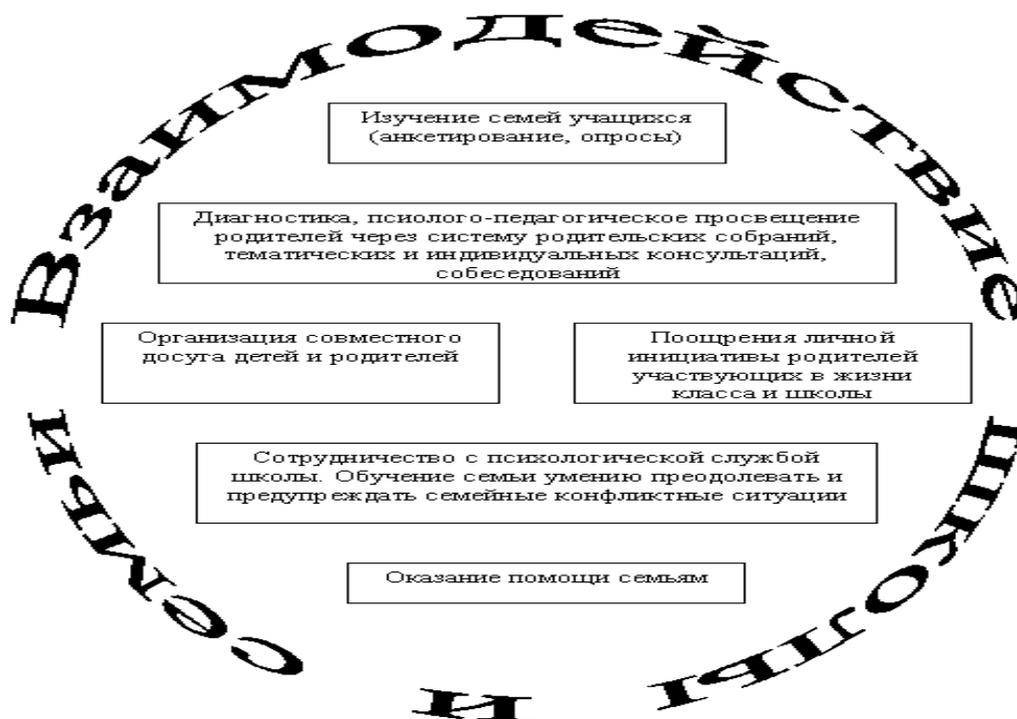 Взаимодействие
школы и семьи
Изучение семей учащихся
(анкетирование, опросы)
Диагностика, псиолого-педагогическое просвещение
родителей через систему родительских собраний,
тематических и индивидуальных консультаций,
собеседований
Организация совместного
досуга детей и родителей
Поощрения личной
инициативы родителей
участвующих в жизни
класса и школы
Сотрудничество с психологической службой
школы. Обучение семьи умению преодолевать и
предупреждать семейные конфликтные ситуации
Оказание помощи семьям